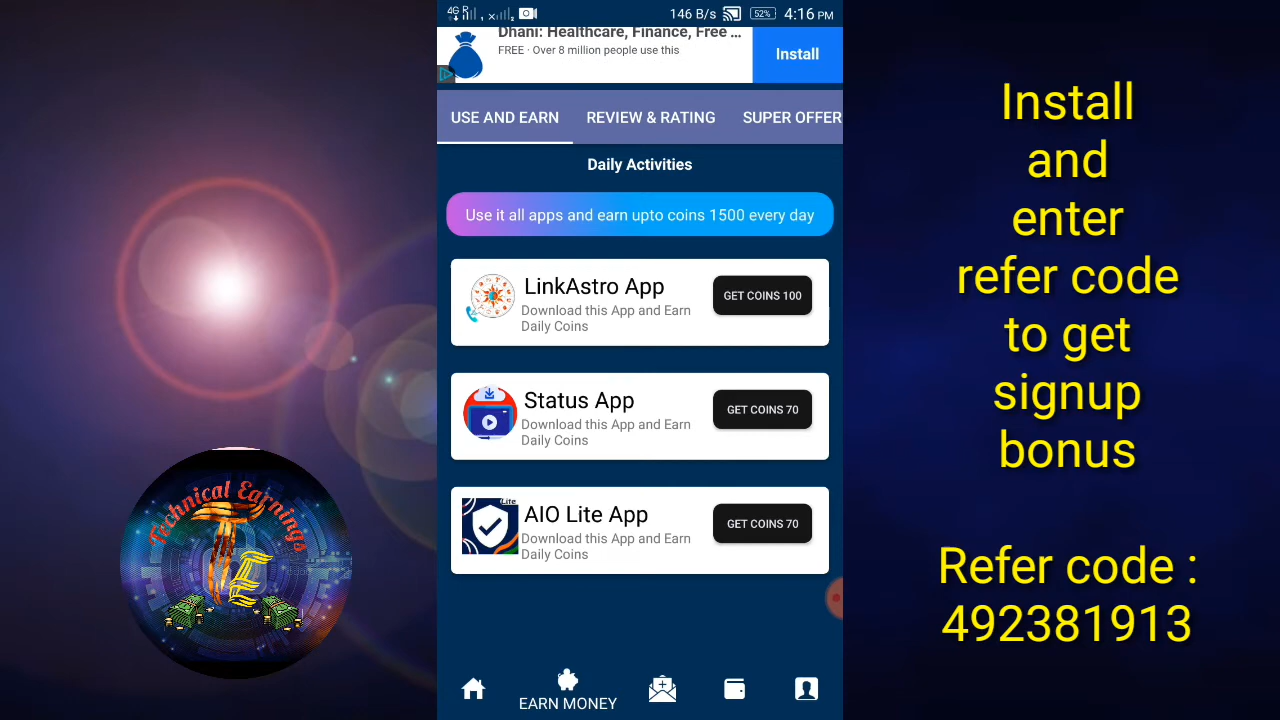 4G R
1
2
146 B/s
52%
4:16 PM
Dhani: Healthcare, Finance, Free ...
FREE · Over 8 million people use this
Install
USE AND EARN
REVIEW & RATING
SUPER OFFER
Daily Activities
Use it all apps and earn upto coins 1500 every day
LinkAstro App
Download this App and Earn
Daily Coins
GET COINS 100
Status App
Download this App and Earn
Daily Coins
GET COINS 70
Lite
AIO Lite App
Download this App and Earn
Daily Coins
GET COINS 70
EARN MONEY
Technical Earnings
TE
Install
and
enter
refer code
to get
signup
bonus
Refer code :
492381913